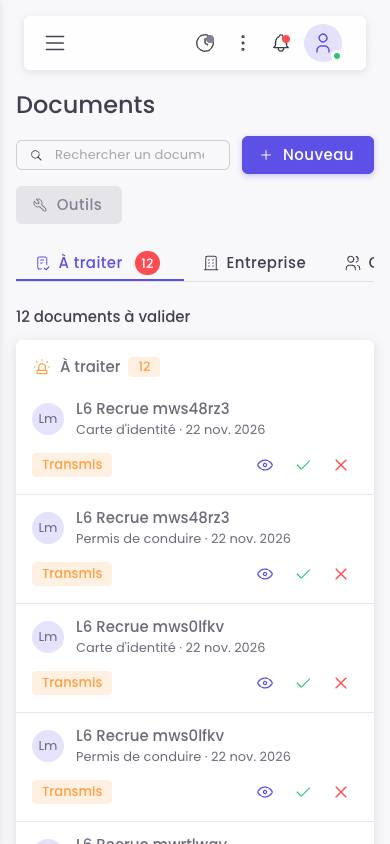 Documents
Rechercher un docume
Nouveau
Outils
À traiter 12
Entreprise
12 documents à valider
À traiter 12
Lm
L6 Recrue mws48rz3
Carte d'identité · 22 nov. 2026
Transmis
Lm
L6 Recrue mws48rz3
Permis de conduire · 22 nov. 2026
Transmis
Lm
L6 Recrue mws0lfkv
Carte d'identité · 22 nov. 2026
Transmis
Lm
L6 Recrue mws0lfkv
Permis de conduire · 22 nov. 2026
Transmis
L6 Recrue